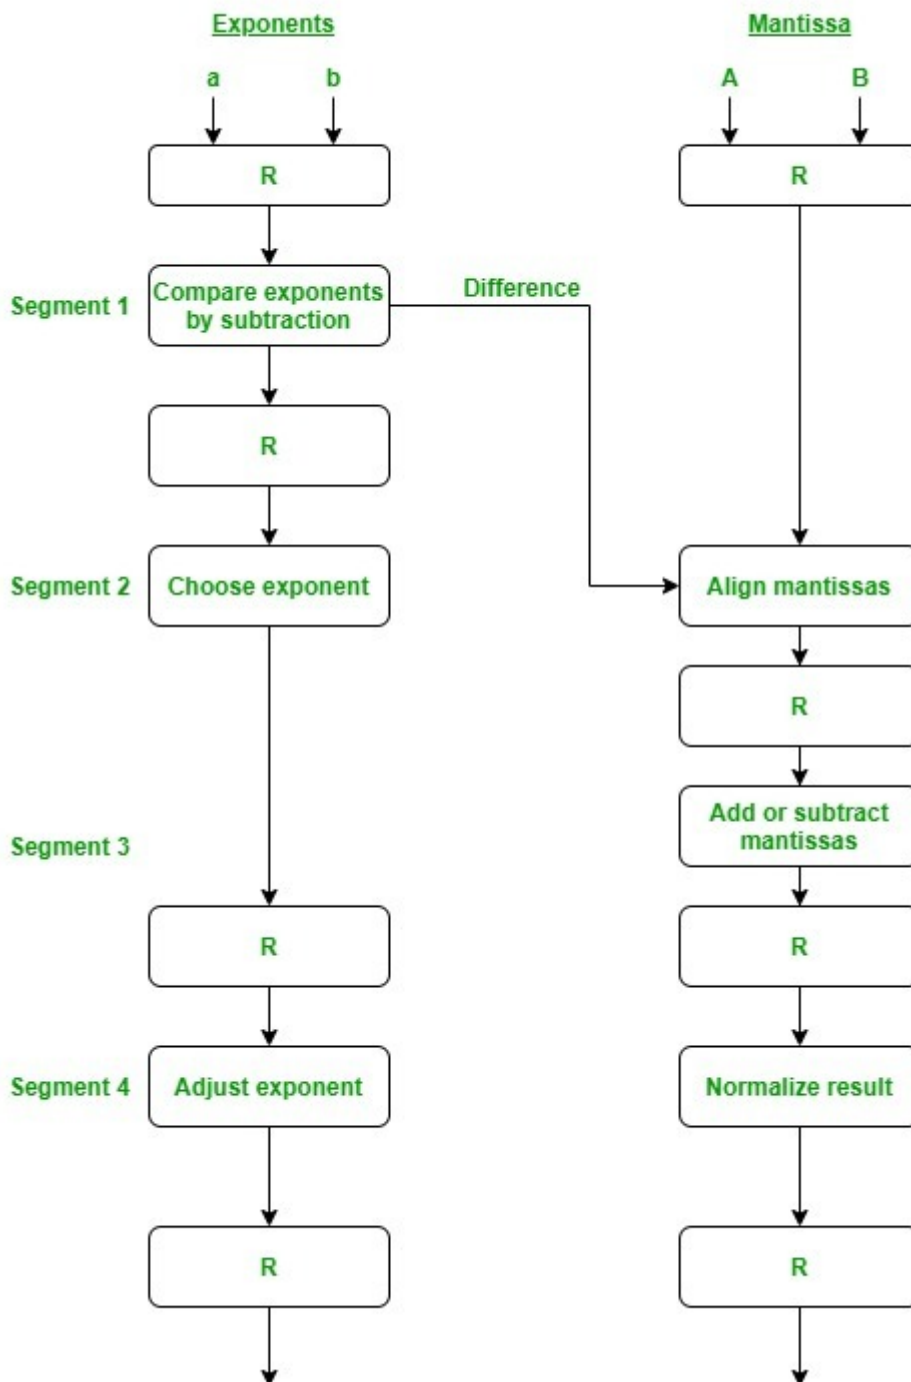 Exponents
Mantissa
a
b
A
B
R
R
Segment 1
Compare exponents
by subtraction
Difference
R
Segment 2
Choose exponent
Align mantissas
R
Segment 3
Add or subtract
mantissas
R
R
Segment 4
Adjust exponent
Normalize result
R
R